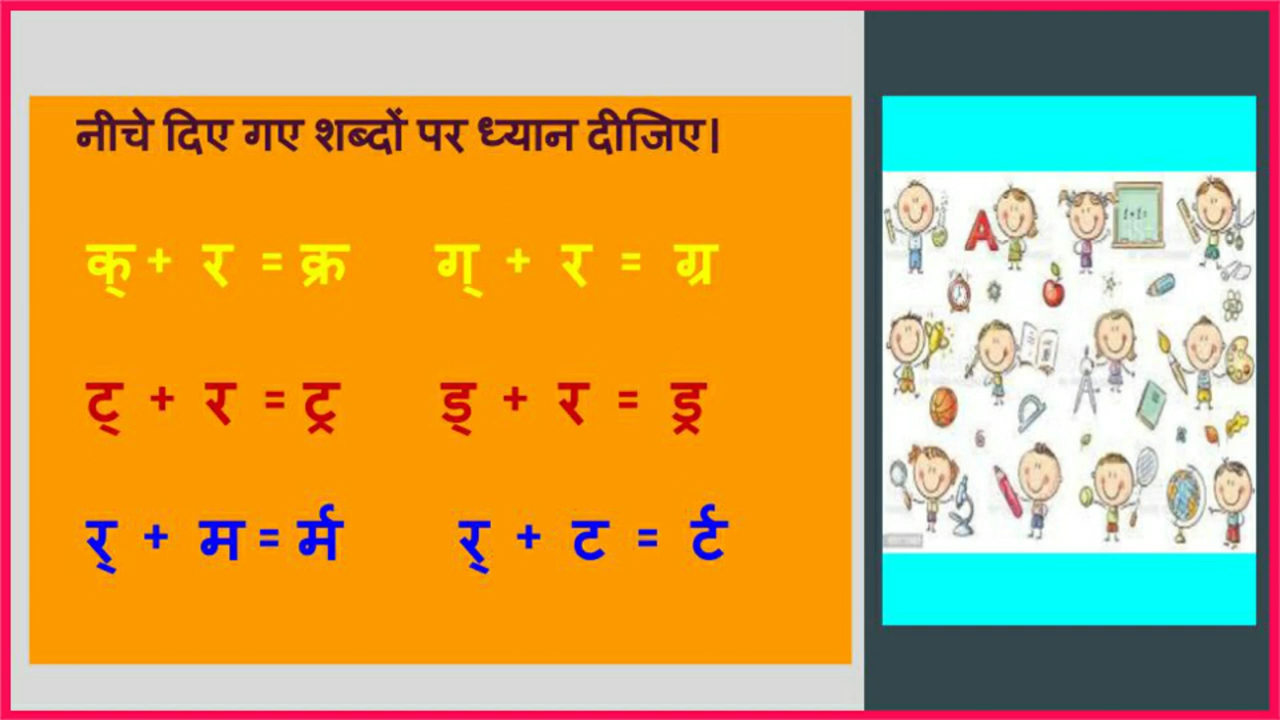 नीचे दिए गए शब्दों पर ध्यान दीजिए।
क् + र = क्र ग् + र = ग्र
ट् + र = ट्र ड् + र = ड्र
र् + म = र्म र् + ट = र्ट
A